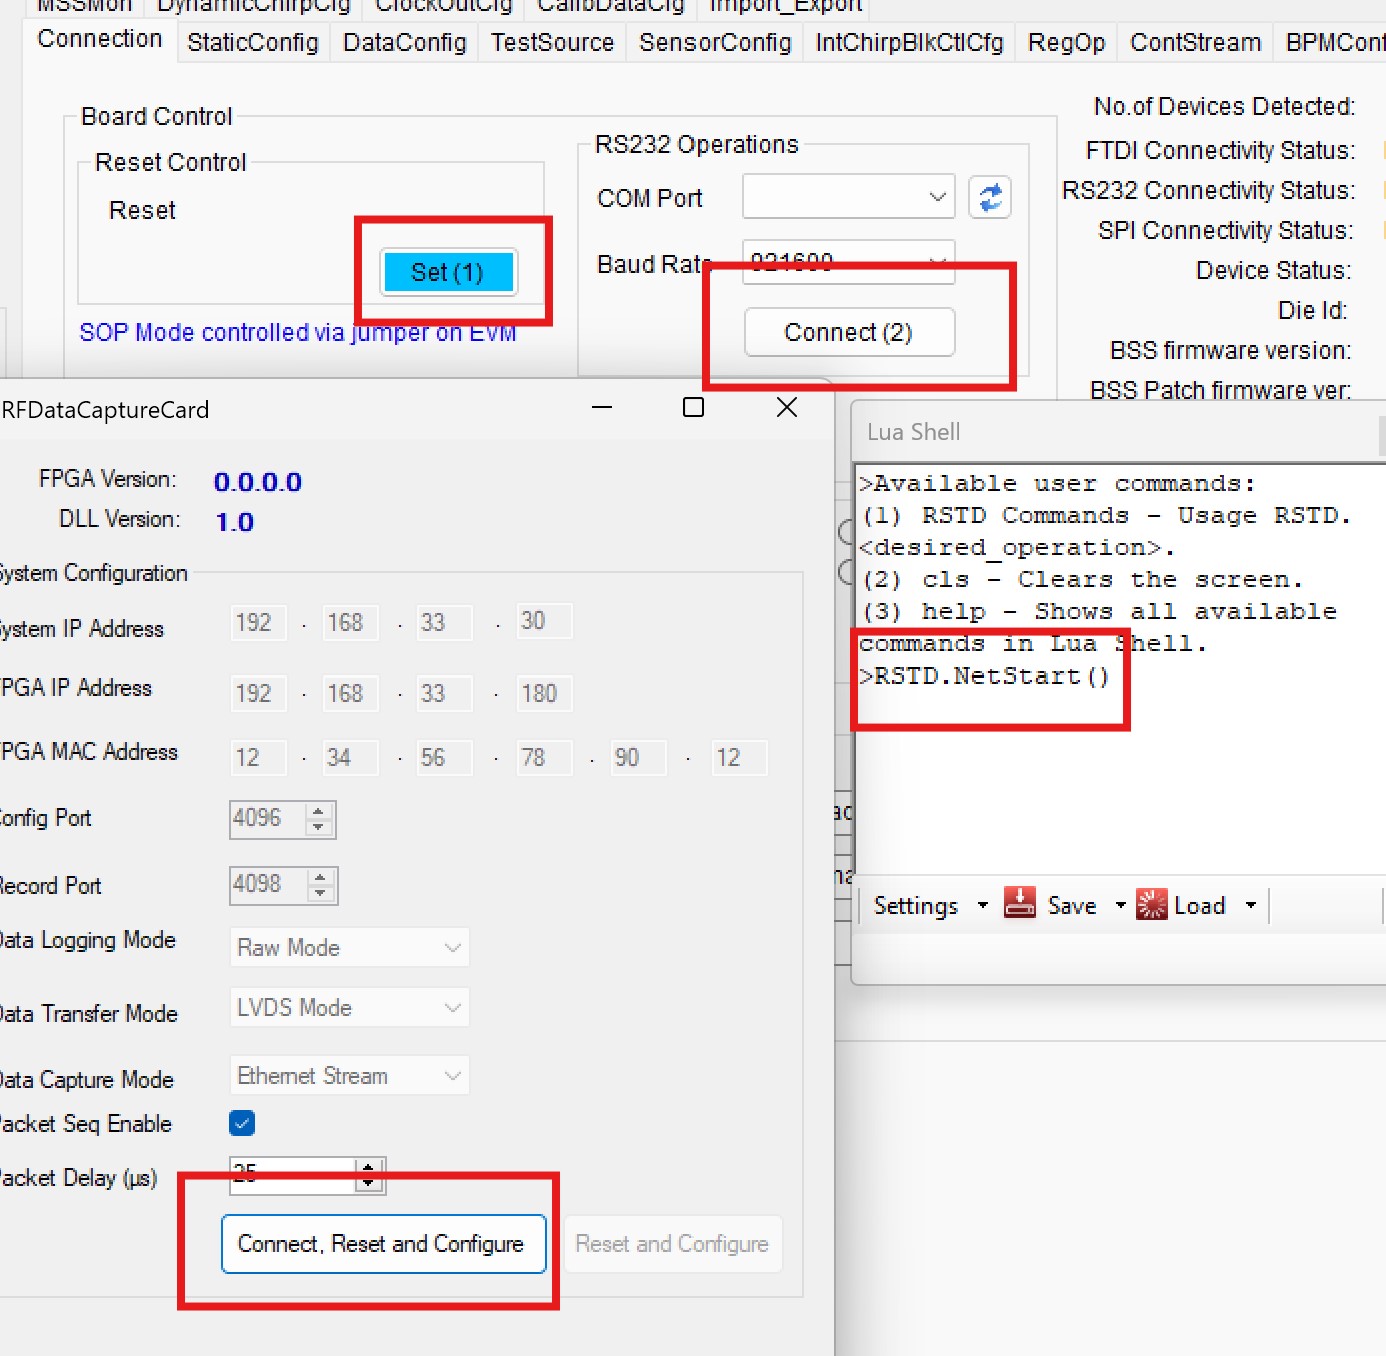 MSSMon DynamicChirpCfg ClockOutCfg CalibDataCfg Import_Export
Connection StaticConfig DataConfig TestSource SensorConfig IntChirpBlkCtlCfg RegOp ContStream BPMConf
Board Control
Reset Control
Reset
Set (1)
SOP Mode controlled via jumper on EVM
RS232 Operations
COM Port
Baud Rate 921600
Connect (2)
No.of Devices Detected:
FTDI Connectivity Status:
RS232 Connectivity Status:
SPI Connectivity Status:
Device Status:
Die Id:
BSS firmware version:
BSS Patch firmware ver:
RFDataCaptureCard
FPGA Version: 0.0.0.0
DLL Version: 1.0
System Configuration
System IP Address 192 . 168 . 33 . 30
FPGA IP Address 192 . 168 . 33 . 180
FPGA MAC Address 12 . 34 . 56 . 78 . 90 . 12
Config Port 4096
Record Port 4098
Data Logging Mode Raw Mode
Data Transfer Mode LVDS Mode
Data Capture Mode Ethernet Stream
Packet Seq Enable
Packet Delay (µs) 25
Connect, Reset and Configure Reset and Configure
Lua Shell
>Available user commands:
(1) RSTD Commands - Usage RSTD.
<desired_operation>.
(2) cls - Clears the screen.
(3) help - Shows all available
commands in Lua Shell.
>RSTD.NetStart()
Settings Save Load